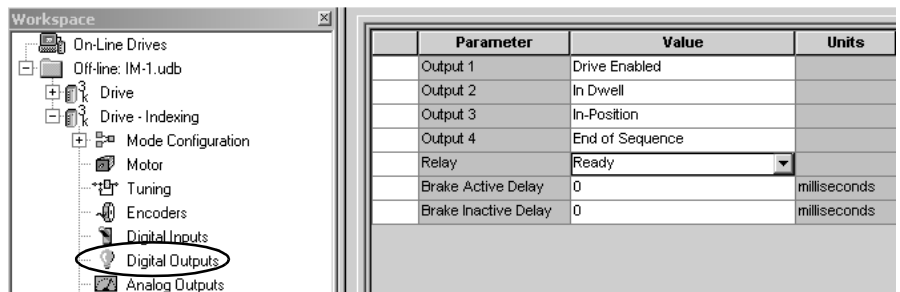 Workspace
On-Line Drives
Off-line: IM-1.udb
3k Drive
3k Drive - Indexing
Mode Configuration
Motor
Tuning
Encoders
Digital Inputs
Digital Outputs
Analog Outputs
Parameter Value Units
Output 1 Drive Enabled
Output 2 In Dwell
Output 3 In-Position
Output 4 End of Sequence
Relay Ready
Brake Active Delay 0 milliseconds
Brake Inactive Delay 0 milliseconds